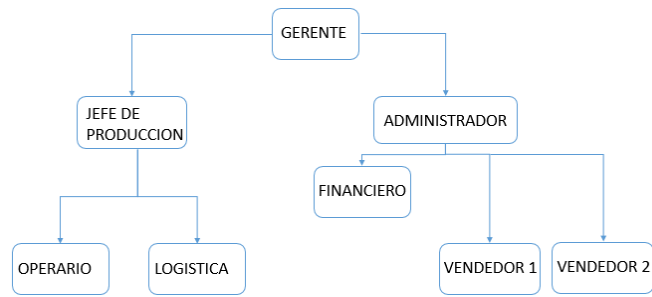 GERENTE
JEFE DE
PRODUCCION
ADMINISTRADOR
FINANCIERO
OPERARIO
LOGISTICA
VENDEDOR 1
VENDEDOR 2